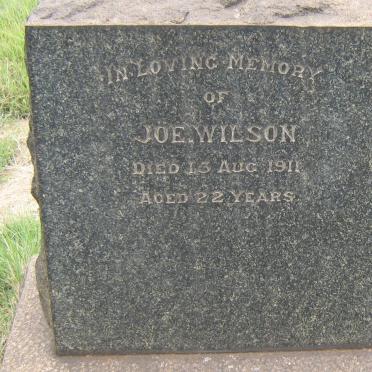 IN LOVING MEMORY
OF
JOE. WILSON
DIED 13 AUG 1911
AGED 22 YEARS